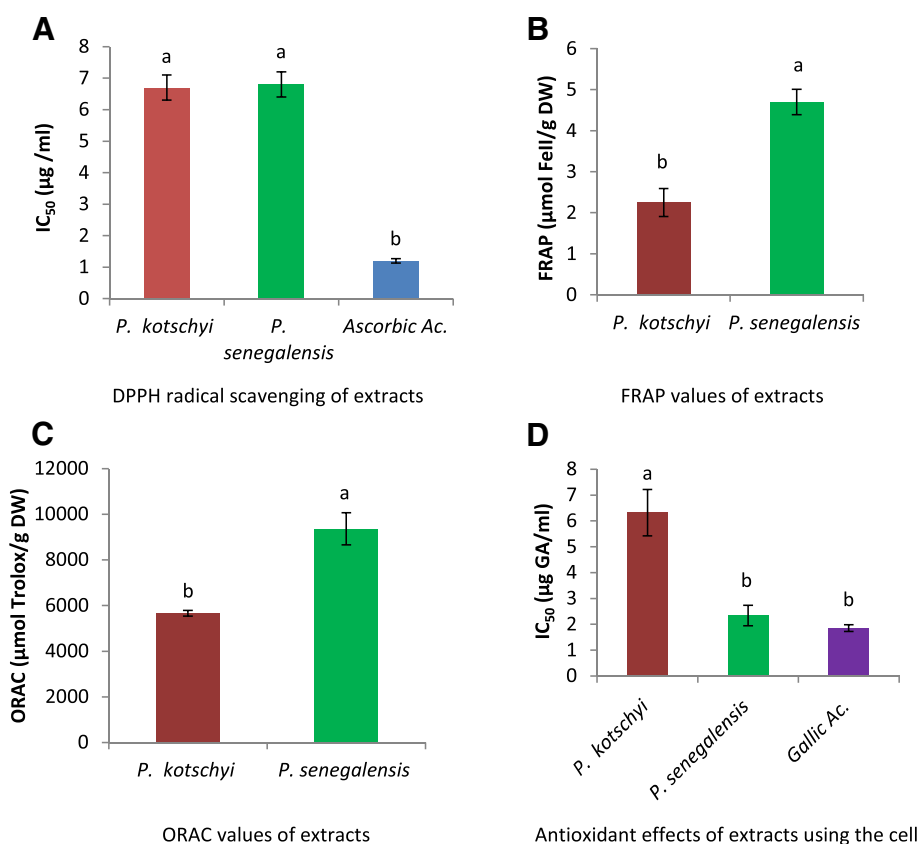 A
8
7
6
5
4
3
2
1
0
IC50 (µg /ml)
a
a
b
P. kotschyi
P.
senegalensis
Ascorbic Ac.
DPPH radical scavenging of extracts
B
6
5
4
3
2
1
0
FRAP (µmol FeII/g DW)
b
a
P. kotschyi
P. senegalensis
FRAP values of extracts
C
12000
10000
8000
6000
4000
2000
0
ORAC (µmol Trolox/g DW)
b
a
P. kotschyi
P. senegalensis
ORAC values of extracts
D
8
7
6
5
4
3
2
1
0
IC50 (µg GA/ml)
a
b
b
P. kotschyi
P. senegalensis
Gallic Ac.
Antioxidant effects of extracts using the cell